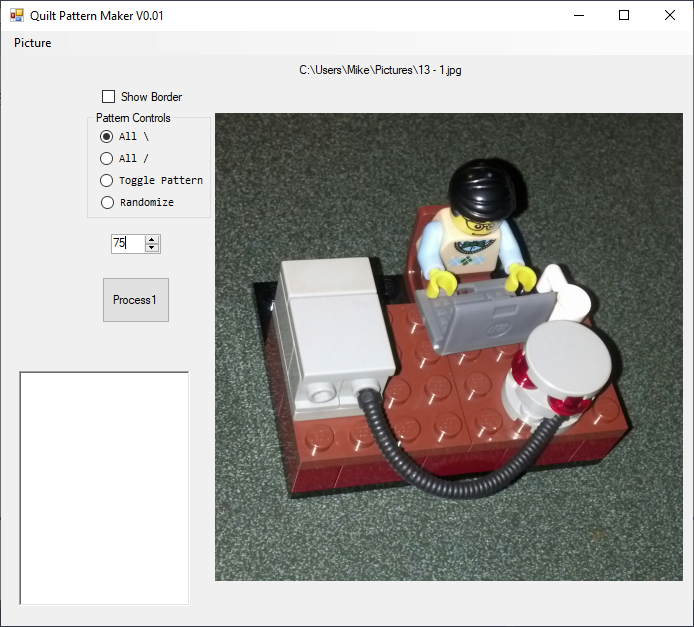 Quilt Pattern Maker V0.01
Picture
C:\Users\Mike\Pictures\13 - 1.jpg
Show Border
Pattern Controls
All \
All /
Toggle Pattern
Randomize
75
Process1